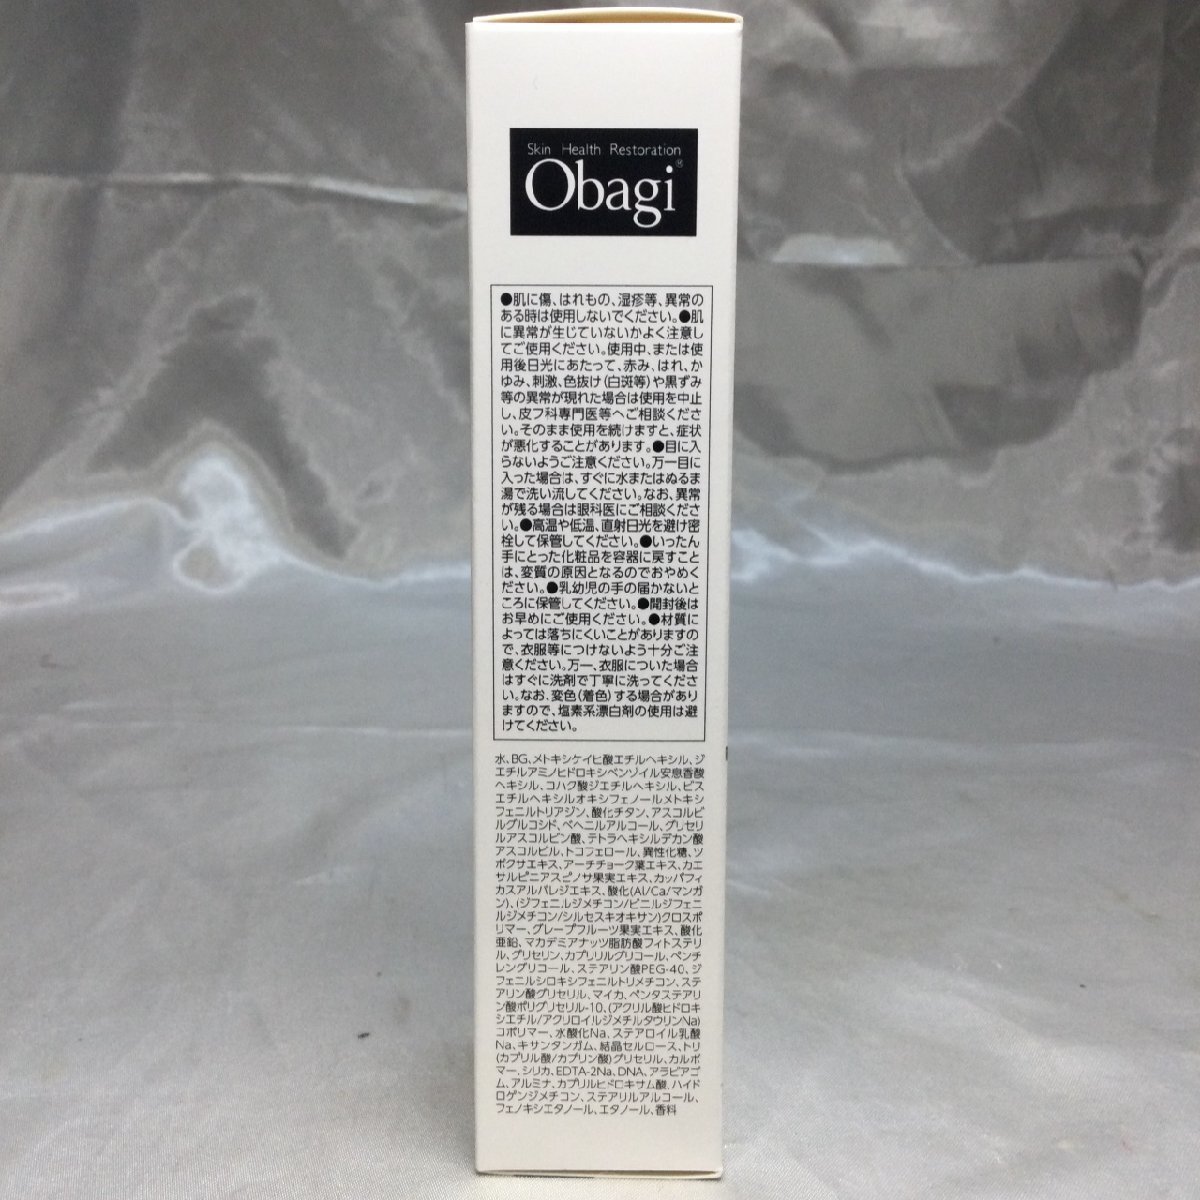 Skin Health Restoration
Obagi®
●肌に傷、はれもの、湿疹等、異常の
ある時は使用しないでください。●肌
に異常が生じていないかよく注意し
てご使用ください。使用中、または使
用後日光にあたって、赤み、はれ、か
ゆみ、刺激、色抜け(白斑等)や黒ずみ
等の異常が現れた場合は使用を中止
し、皮フ科専門医等へご相談くださ
い。そのまま使用を続けますと、症状
が悪化することがあります。●目に入
らないようご注意ください。万一目に
入った場合は、すぐに水またはぬるま
湯で洗い流してください。なお、異常
が残る場合は眼科医にご相談くださ
い。●高温や低温、直射日光を避け密
栓して保管してください。●いったん
手にとった化粧品を容器に戻すこと
は、変質の原因となるのでおやめく
ださい。●乳幼児の手の届かないと
ころに保管してください。●開封後は
お早めにご使用ください。●材質に
よっては落ちにくいことがありますの
で、衣服等につけないよう十分ご注
意ください。万一、衣服についた場合
はすぐに洗剤で丁寧に洗ってくださ
い。なお、変色(着色)する場合があり
ますので、塩素系漂白剤の使用は避
けてください。
水、BG、メトキシケイヒ酸エチルヘキシル、ジ
エチルアミノヒドロキシベンゾイル安息香酸
ヘキシル、コハク酸ジエチルヘキシル、ビス
エチルヘキシルオキシフェノールメトキシ
フェニルトリアジン、酸化チタン、アスコルビ
ルグルコシド、ベヘニルアルコール、グリセリ
ルアスコルビン酸、テトラヘキシルデカン酸
アスコルビル、トコフェロール、異性化糖、ソ
ボクサエキス、アーチチョーク葉エキス、カエ
サルピニアスピノサ果実エキス、カッパフィ
カスアルバレジエキス、酸化(Al/Ca/マンガ
ン)、(ジフェニルジメチコン/ビニルジフェニ
ルジメチコン/シルセスキオキサン)クロスポ
リマー、グレープフルーツ果実エキス、酸化
亜鉛、マカデミアナッツ脂肪酸フィトステリ
ル、グリセリン、カプリリルグリコール、ペンチ
レングリコール、ステアリン酸PEG-40、ジ
フェニルシロキシフェニルトリメチコン、ステ
アリン酸グリセリル、マイカ、ペンタステアリ
ン酸ポリグリセリル-10、(アクリル酸ヒドロキ
シエチル/アクリロイルジメチルタウリンNa)
コポリマー、水酸化Na、ステアロイル乳酸
Na、キサンタンガム、結晶セルロース、トリ
(カプリル酸/カプリン酸)グリセリル、カルボ
マー、シリカ、EDTA-2Na、DNA、アラビアゴ
ム、アルミナ、カプリルヒドロキサム酸、ハイド
ロゲンジメチコン、ステアリルアルコール、
フェノキシエタノール、エタノール、香料